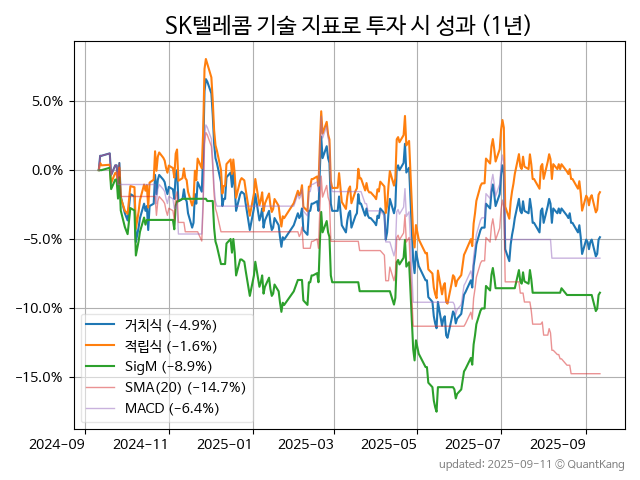 SK텔레콤 기술 지표로 투자 시 성과 (1년)
5.0%
0.0%
−5.0%
−10.0%
−15.0%
거치식 (−4.9%)
적립식 (−1.6%)
SigM (−8.9%)
SMA(20) (−14.7%)
MACD (−6.4%)
2024-09 2024-11 2025-01 2025-03 2025-05 2025-07 2025-09
updated: 2025-09-11 © QuantKang